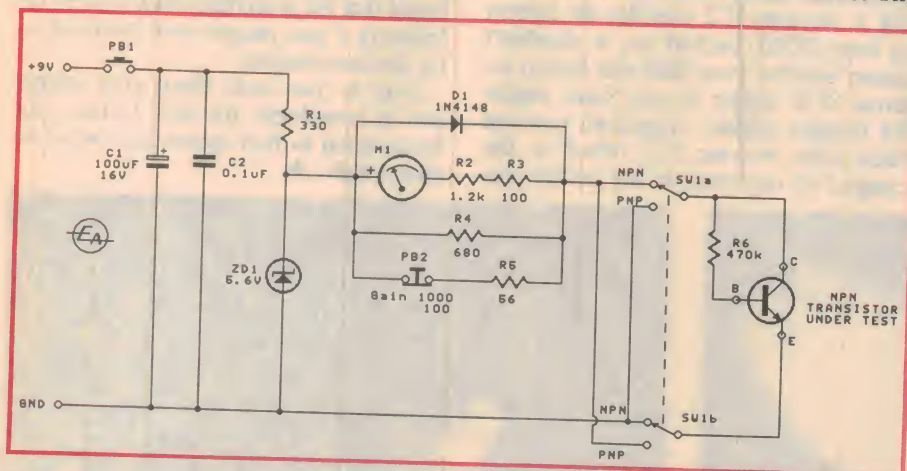 PB1
+9V
R1
330
C1
100uF
16V
+
C2
0.1uF
EA
ZD1
5.6V
GND
D1
1N4148
M1
+
R2
1.2k
R3
100
R4
680
PB2
Gain 1000
100
R5
56
NPN
PNP
SW1a
R6
470k
C
B
E
NPN
TRANSISTOR
UNDER TEST
NPN
PNP
SW1b